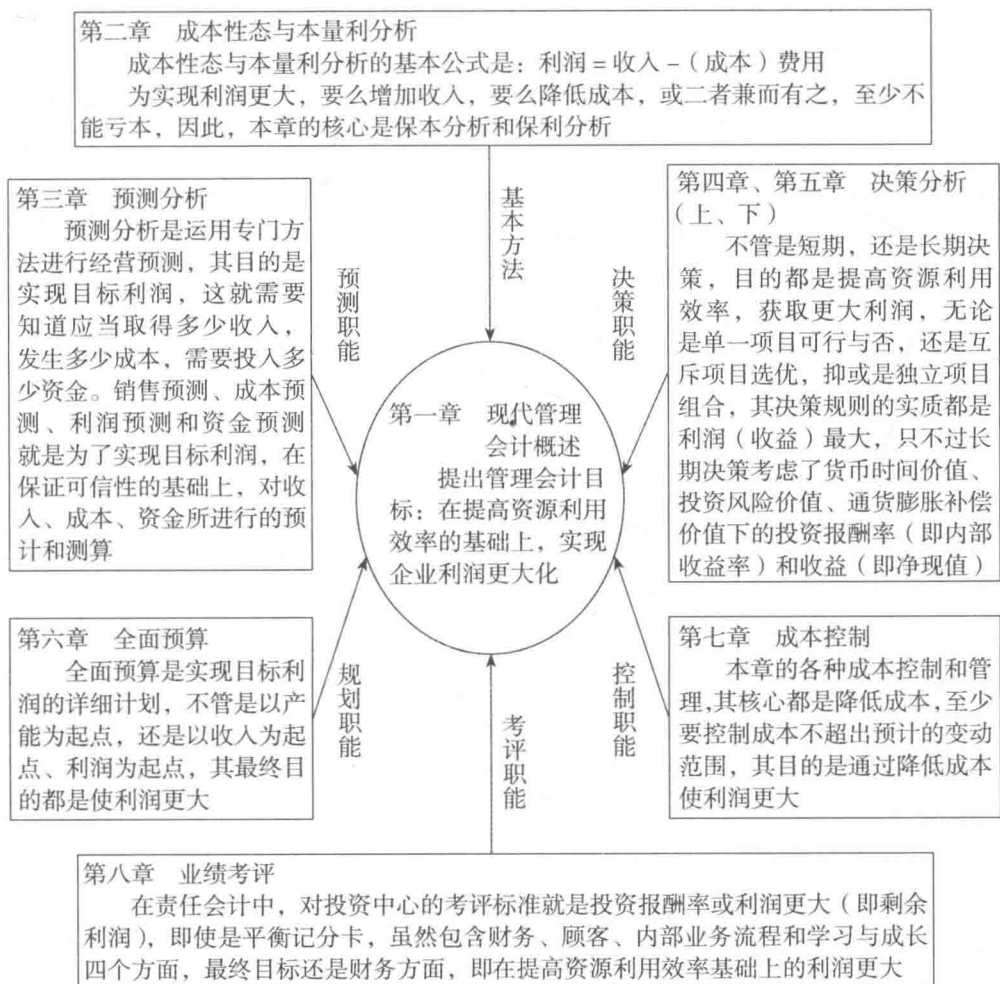 第二章　成本性态与本量利分析
成本性态与本量利分析的基本公式是：利润＝收入－（成本）费用
为实现利润更大，要么增加收入，要么降低成本，或二者兼而有之，至少不
能亏本，因此，本章的核心是保本分析和保利分析
基本方法
第三章　预测分析
预测分析是运用专门方
法进行经营预测，其目的是
实现目标利润，这就需要
知道应当取得多少收入，
发生多少成本，需要投入多
少资金。销售预测、成本预
测、利润预测和资金预测
就是为了实现目标利润，在
保证可信性的基础上，对收
入、成本、资金所进行的预
计和测算
预测职能
第四章、第五章　决策分析
（上、下）
不管是短期，还是长期决
策，目的都是提高资源利用
效率，获取更大利润，无论
是单一项目可行与否，还是互
斥项目选优，抑或是独立项目
组合，其决策规则的实质都是
利润（收益）最大，只不过长
期决策考虑了货币时间价值、
投资风险价值、通货膨胀补偿
价值下的投资报酬率（即内部
收益率）和收益（即净现值）
决策职能
第一章　现代管理
会计概述
提出管理会计目
标：在提高资源利用
效率的基础上，实现
企业利润更大化
第六章　全面预算
全面预算是实现目标利
润的详细计划，不管是以产
能为起点，还是以收入为起
点、利润为起点，其最终目
的都是使利润更大
规划职能
考评职能
控制职能
第七章　成本控制
本章的各种成本控制和管
理，其核心都是降低成本，至少
要控制成本不超出预计的变动
范围，其目的是通过降低成本
使利润更大
第八章　业绩考评
在责任会计中，对投资中心的考评标准就是投资报酬率或利润更大（即剩余
利润），即使是平衡记分卡，虽然包含财务、顾客、内部业务流程和学习与成长
四个方面，最终目标还是财务方面，即在提高资源利用效率基础上的利润更大